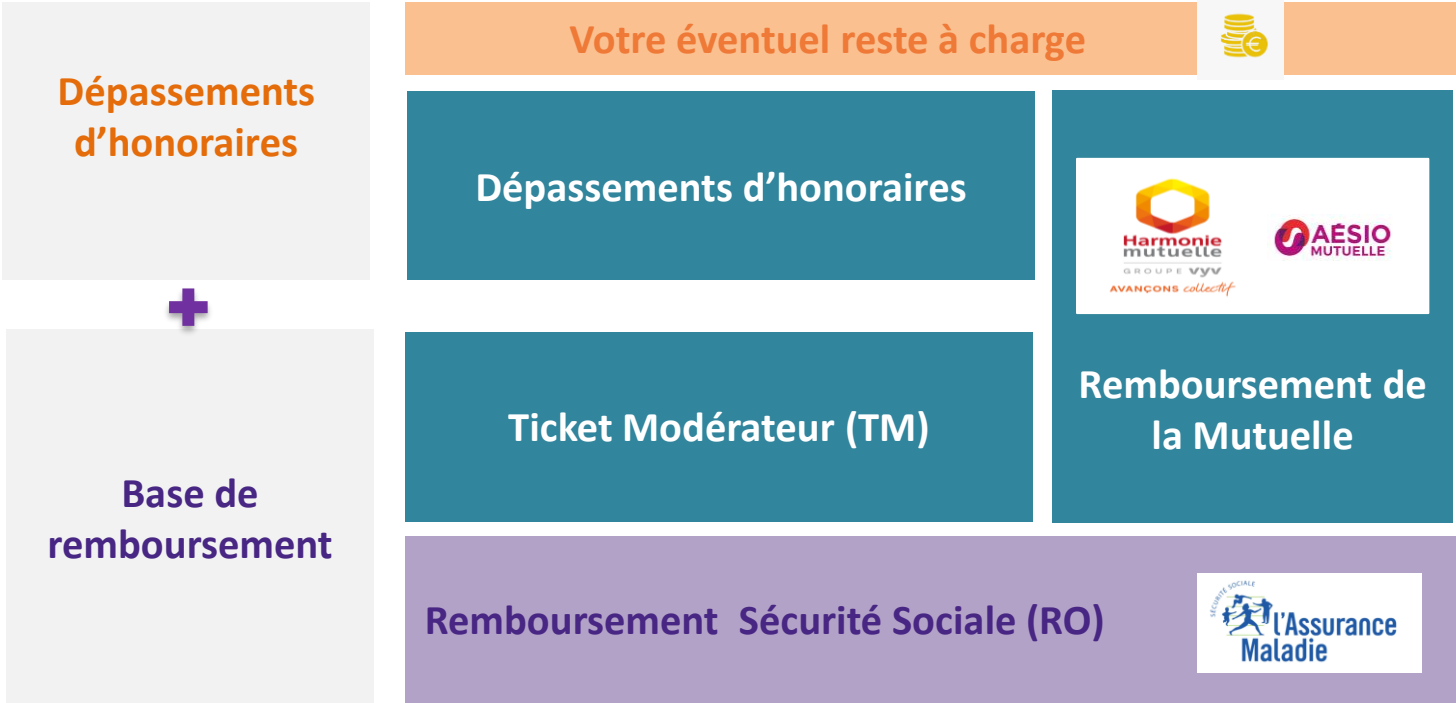 Votre éventuel reste à charge
Dépassements
d’honoraires
Dépassements d’honoraires
Harmonie
mutuelle
GROUPE vyv
AVANÇONS collectif
AÉSIO
MUTUELLE
Remboursement de
la Mutuelle
Ticket Modérateur (TM)
Base de
remboursement
Remboursement Sécurité Sociale (RO)
SÉCURITÉ SOCIALE
l'Assurance
Maladie